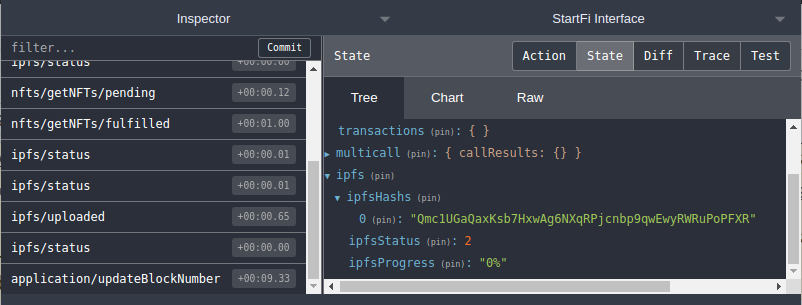 Inspector
StartFi Interface
filter...
Commit
State
Action
State
Diff
Trace
Test
ipfs/status
+00:00.00
nfts/getNFTs/pending
+00:00.12
nfts/getNFTs/fulfilled
+00:01.00
ipfs/status
+00:00.01
ipfs/status
+00:00.01
ipfs/uploaded
+00:00.65
ipfs/status
+00:00.00
application/updateBlockNumber
+00:09.33
Tree
Chart
Raw
transactions (pin): { }
multicall (pin): { callResults: {} }
ipfs (pin)
ipfsHashs (pin)
0 (pin): "Qmc1UGaQaxKsb7HxwAg6NXqRPjcnbp9qwEwyRWRuPoPFXR"
ipfsStatus (pin): 2
ipfsProgress (pin): "0%"